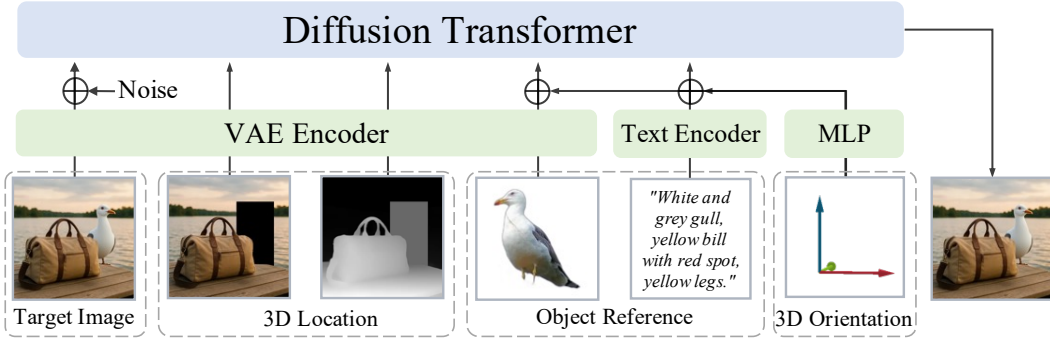 Diffusion Transformer
Noise
VAE Encoder
Text Encoder
MLP
"White and
grey gull,
yellow bill
with red spot,
yellow legs."
Target Image
3D Location
Object Reference
3D Orientation